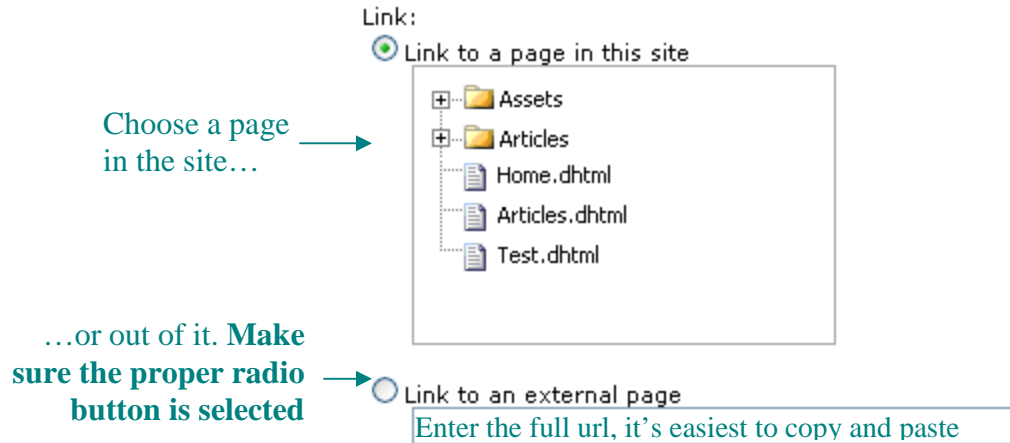 Link:
Link to a page in this site
Assets
Choose a page
in the site…
Articles
Home.dhtml
Articles.dhtml
Test.dhtml
…or out of it. Make
sure the proper radio
button is selected
Link to an external page
Enter the full url, it’s easiest to copy and paste